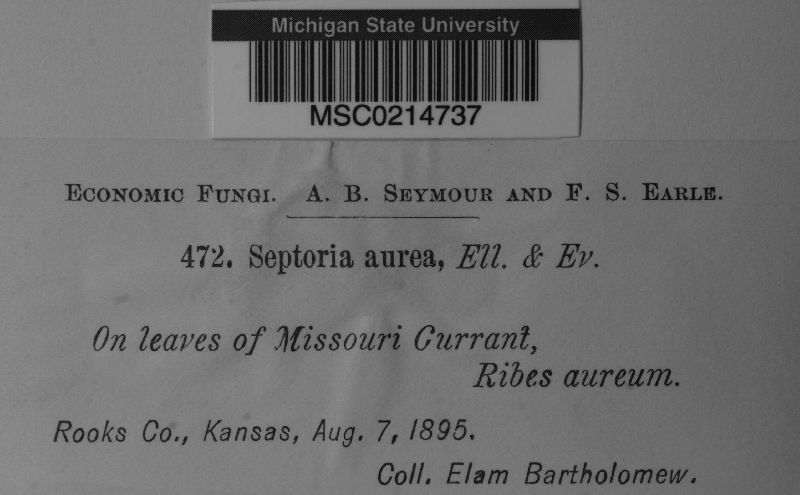 Michigan State University
MSC0214737
Economic Fungi. A. B. Seymour and F. S. Earle.
472. Septoria aurea, Ell. & Ev.
On leaves of Missouri Currant,
Ribes aureum.
Rooks Co., Kansas, Aug. 7, 1895.
Coll. Elam Bartholomew.